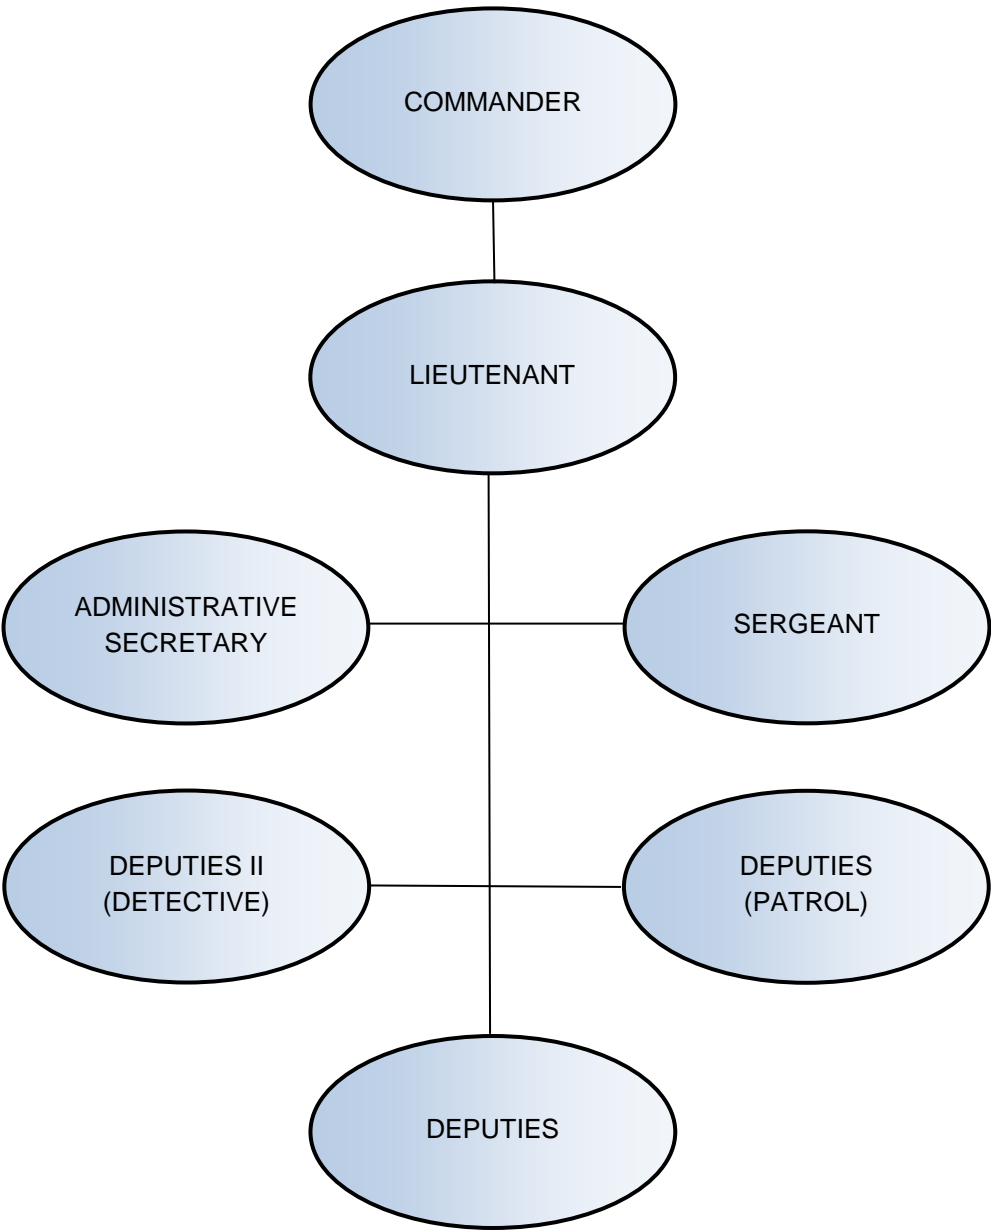 COMMANDER
LIEUTENANT
ADMINISTRATIVE
SECRETARY
SERGEANT
DEPUTIES II
(DETECTIVE)
DEPUTIES
(PATROL)
DEPUTIES